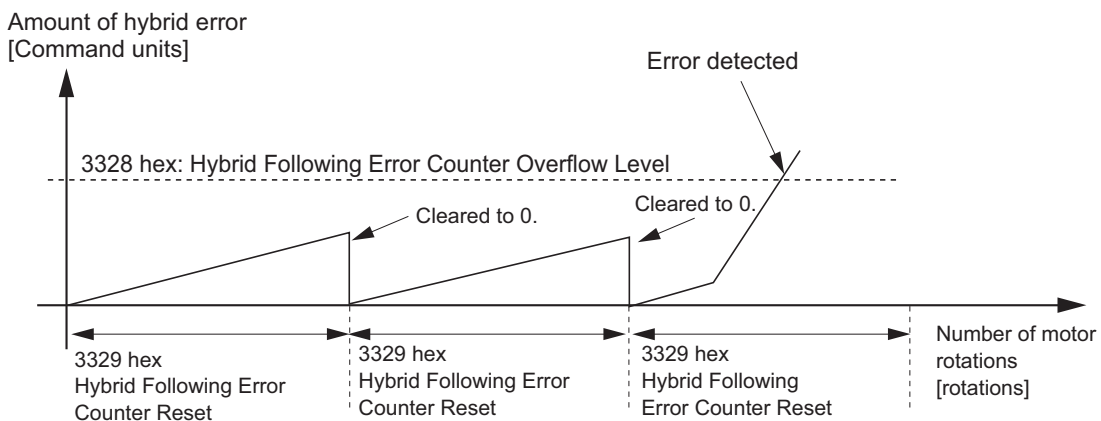 Amount of hybrid error
[Command units]
Error detected
3328 hex: Hybrid Following Error Counter Overflow Level
Cleared to 0.
Cleared to 0.
3329 hex
Hybrid Following Error
Counter Reset
3329 hex
Hybrid Following Error
Counter Reset
3329 hex
Hybrid Following
Error Counter Reset
Number of motor
rotations
[rotations]